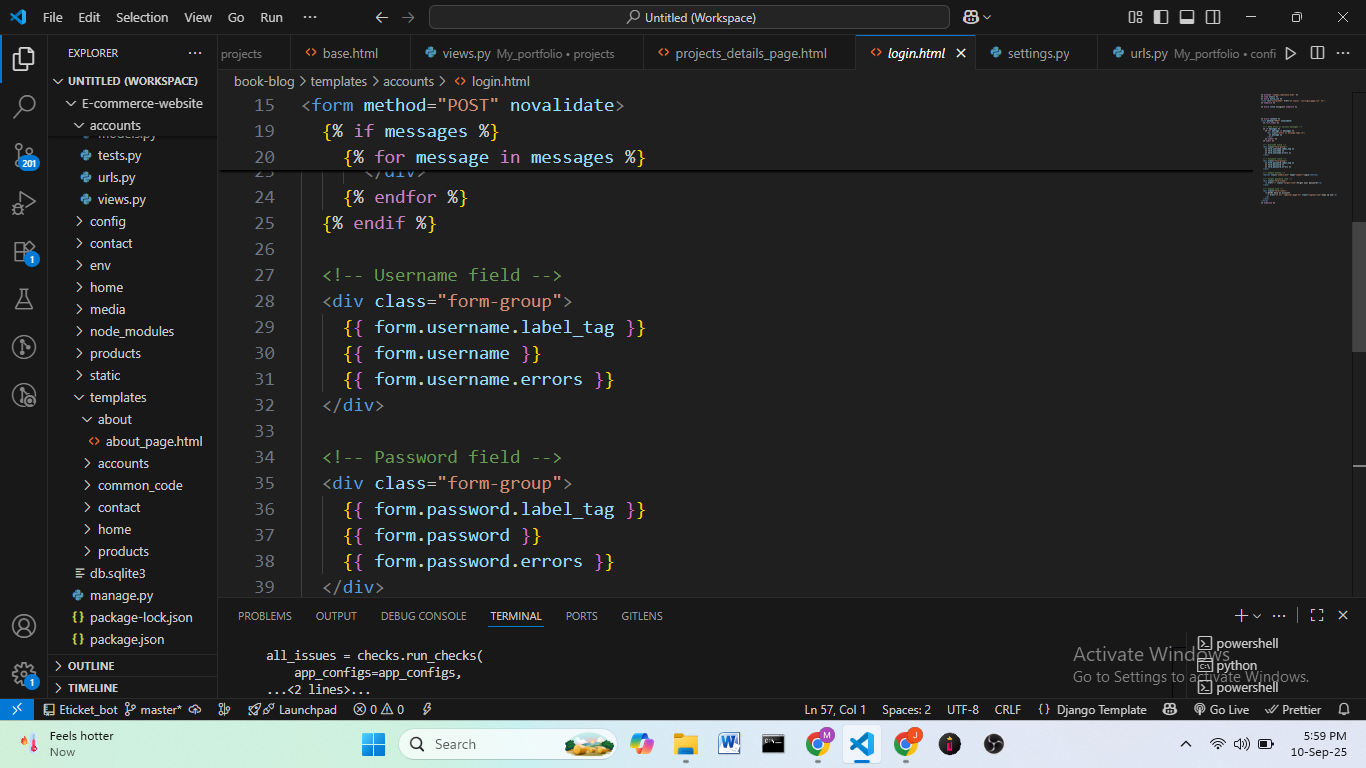 File Edit Selection View Go Run ··· Untitled (Workspace)
EXPLORER ···
UNTITLED (WORKSPACE)
E-commerce-website
accounts
models.py
tests.py
urls.py
views.py
config
contact
env
home
media
node_modules
products
static
templates
about
about_page.html
accounts
common_code
contact
home
products
db.sqlite3
manage.py
package-lock.json
package.json
OUTLINE
TIMELINE
201
1
1
projects base.html views.py My_portfolio • projects projects_details_page.html login.html settings.py urls.py My_portfolio • confi
book-blog > templates > accounts > login.html
15 <form method="POST" novalidate>
19 {% if messages %}
20 {% for message in messages %}
23 </div>
24 {% endfor %}
25 {% endif %}
26
27 <!-- Username field -->
28 <div class="form-group">
29 {{ form.username.label_tag }}
30 {{ form.username }}
31 {{ form.username.errors }}
32 </div>
33
34 <!-- Password field -->
35 <div class="form-group">
36 {{ form.password.label_tag }}
37 {{ form.password }}
38 {{ form.password.errors }}
39 </div>
PROBLEMS OUTPUT DEBUG CONSOLE TERMINAL PORTS GITLENS
all_issues = checks.run_checks(
app_configs=app_configs,
...<2 lines>...
powershell
python
powershell
Activate Windows
Go to Settings to activate Windows.
Eticket_bot master* Launchpad 0 0 Ln 57, Col 1 Spaces: 2 UTF-8 CRLF {} Django Template Go Live Prettier
Feels hotter
Now
Search
M
J
5:59 PM
10-Sep-25